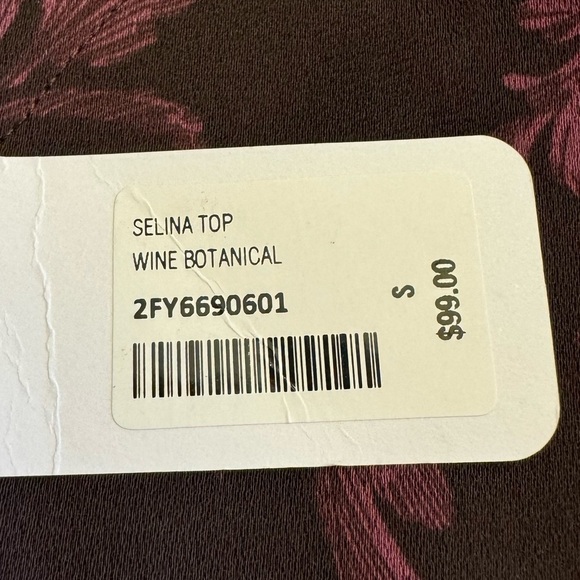 SELINA TOP
WINE BOTANICAL
2FY6690601
S
$99.00